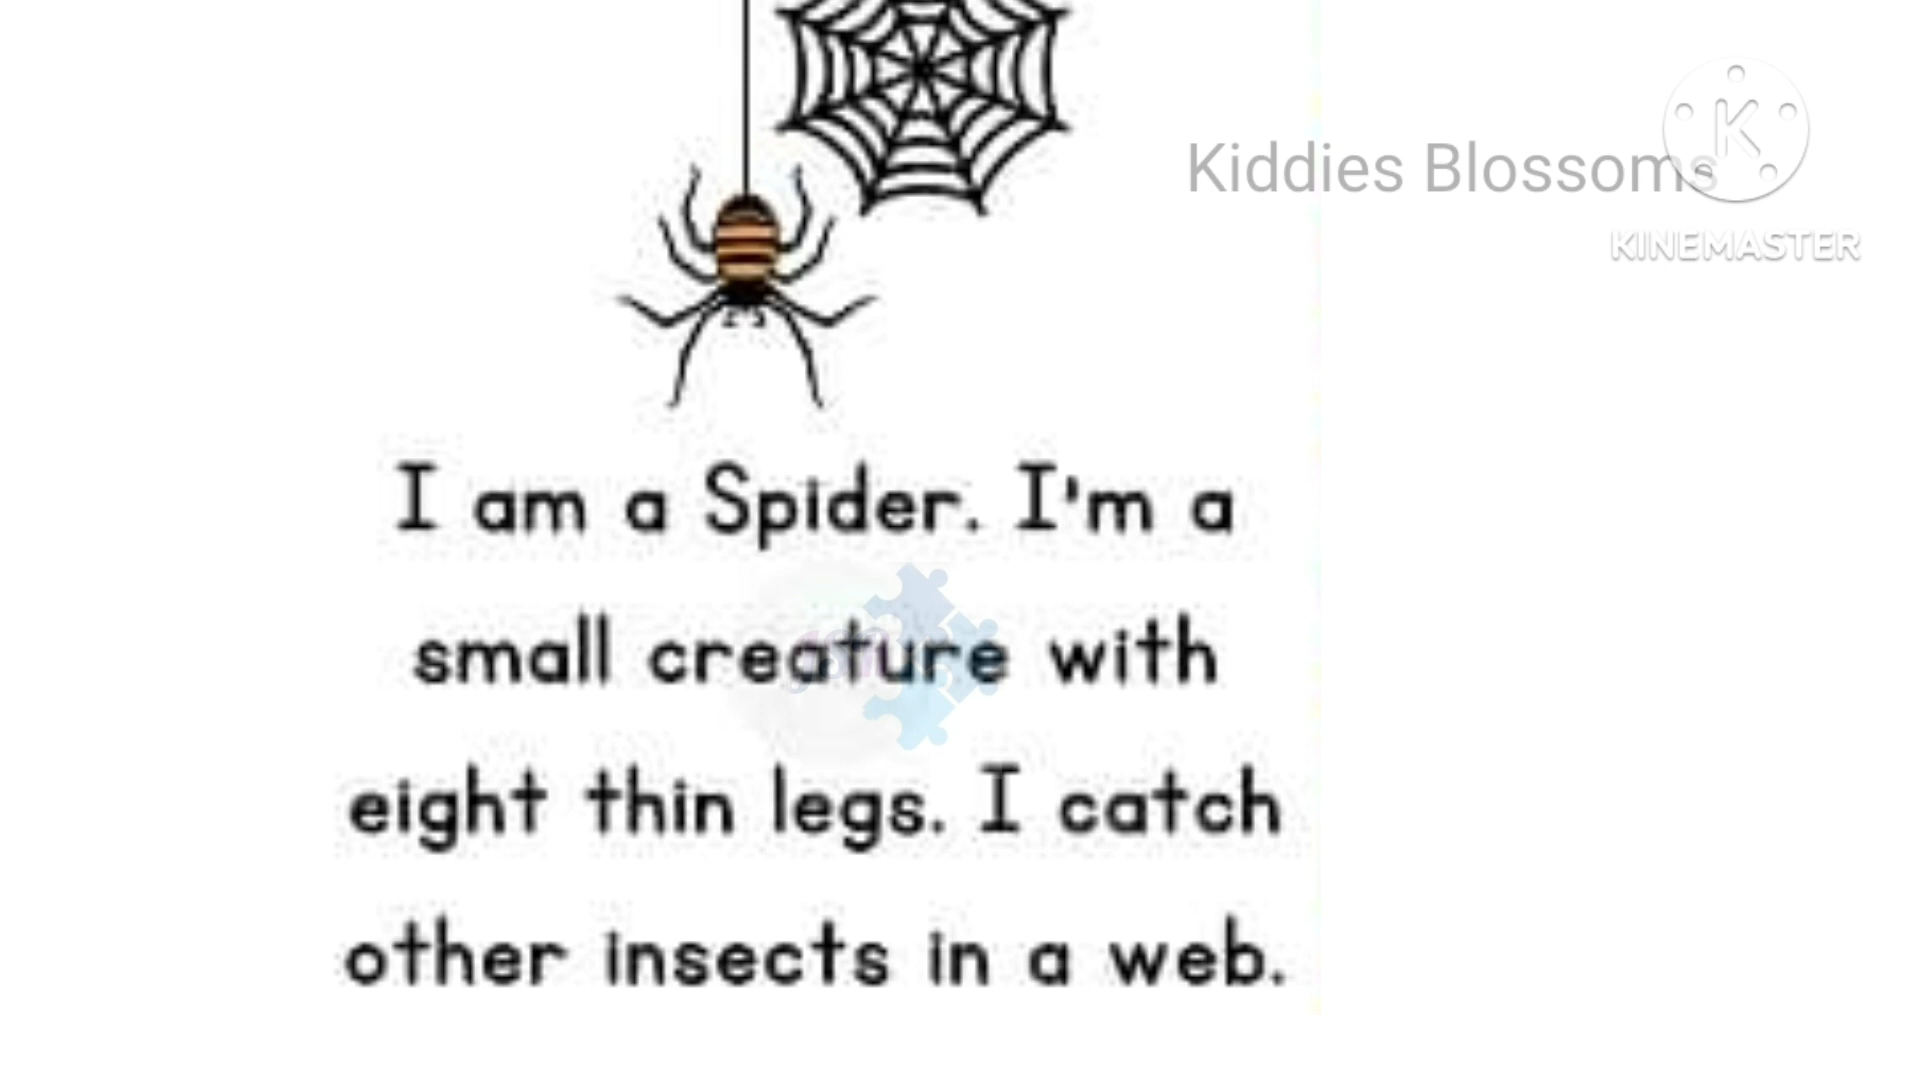 Kiddies Blossoms
K
KINEMASTER
I am a Spider. I'm a
small creature with
eight thin legs. I catch
other insects in a web.